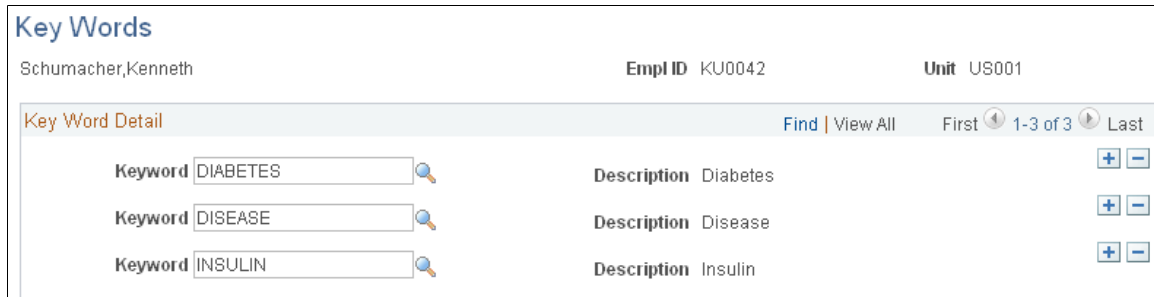 Key Words
Schumacher,Kenneth Empl ID KU0042 Unit US001
Key Word Detail Find | View All First 1-3 of 3 Last
Keyword DIABETES Description Diabetes
Keyword DISEASE Description Disease
Keyword INSULIN Description Insulin